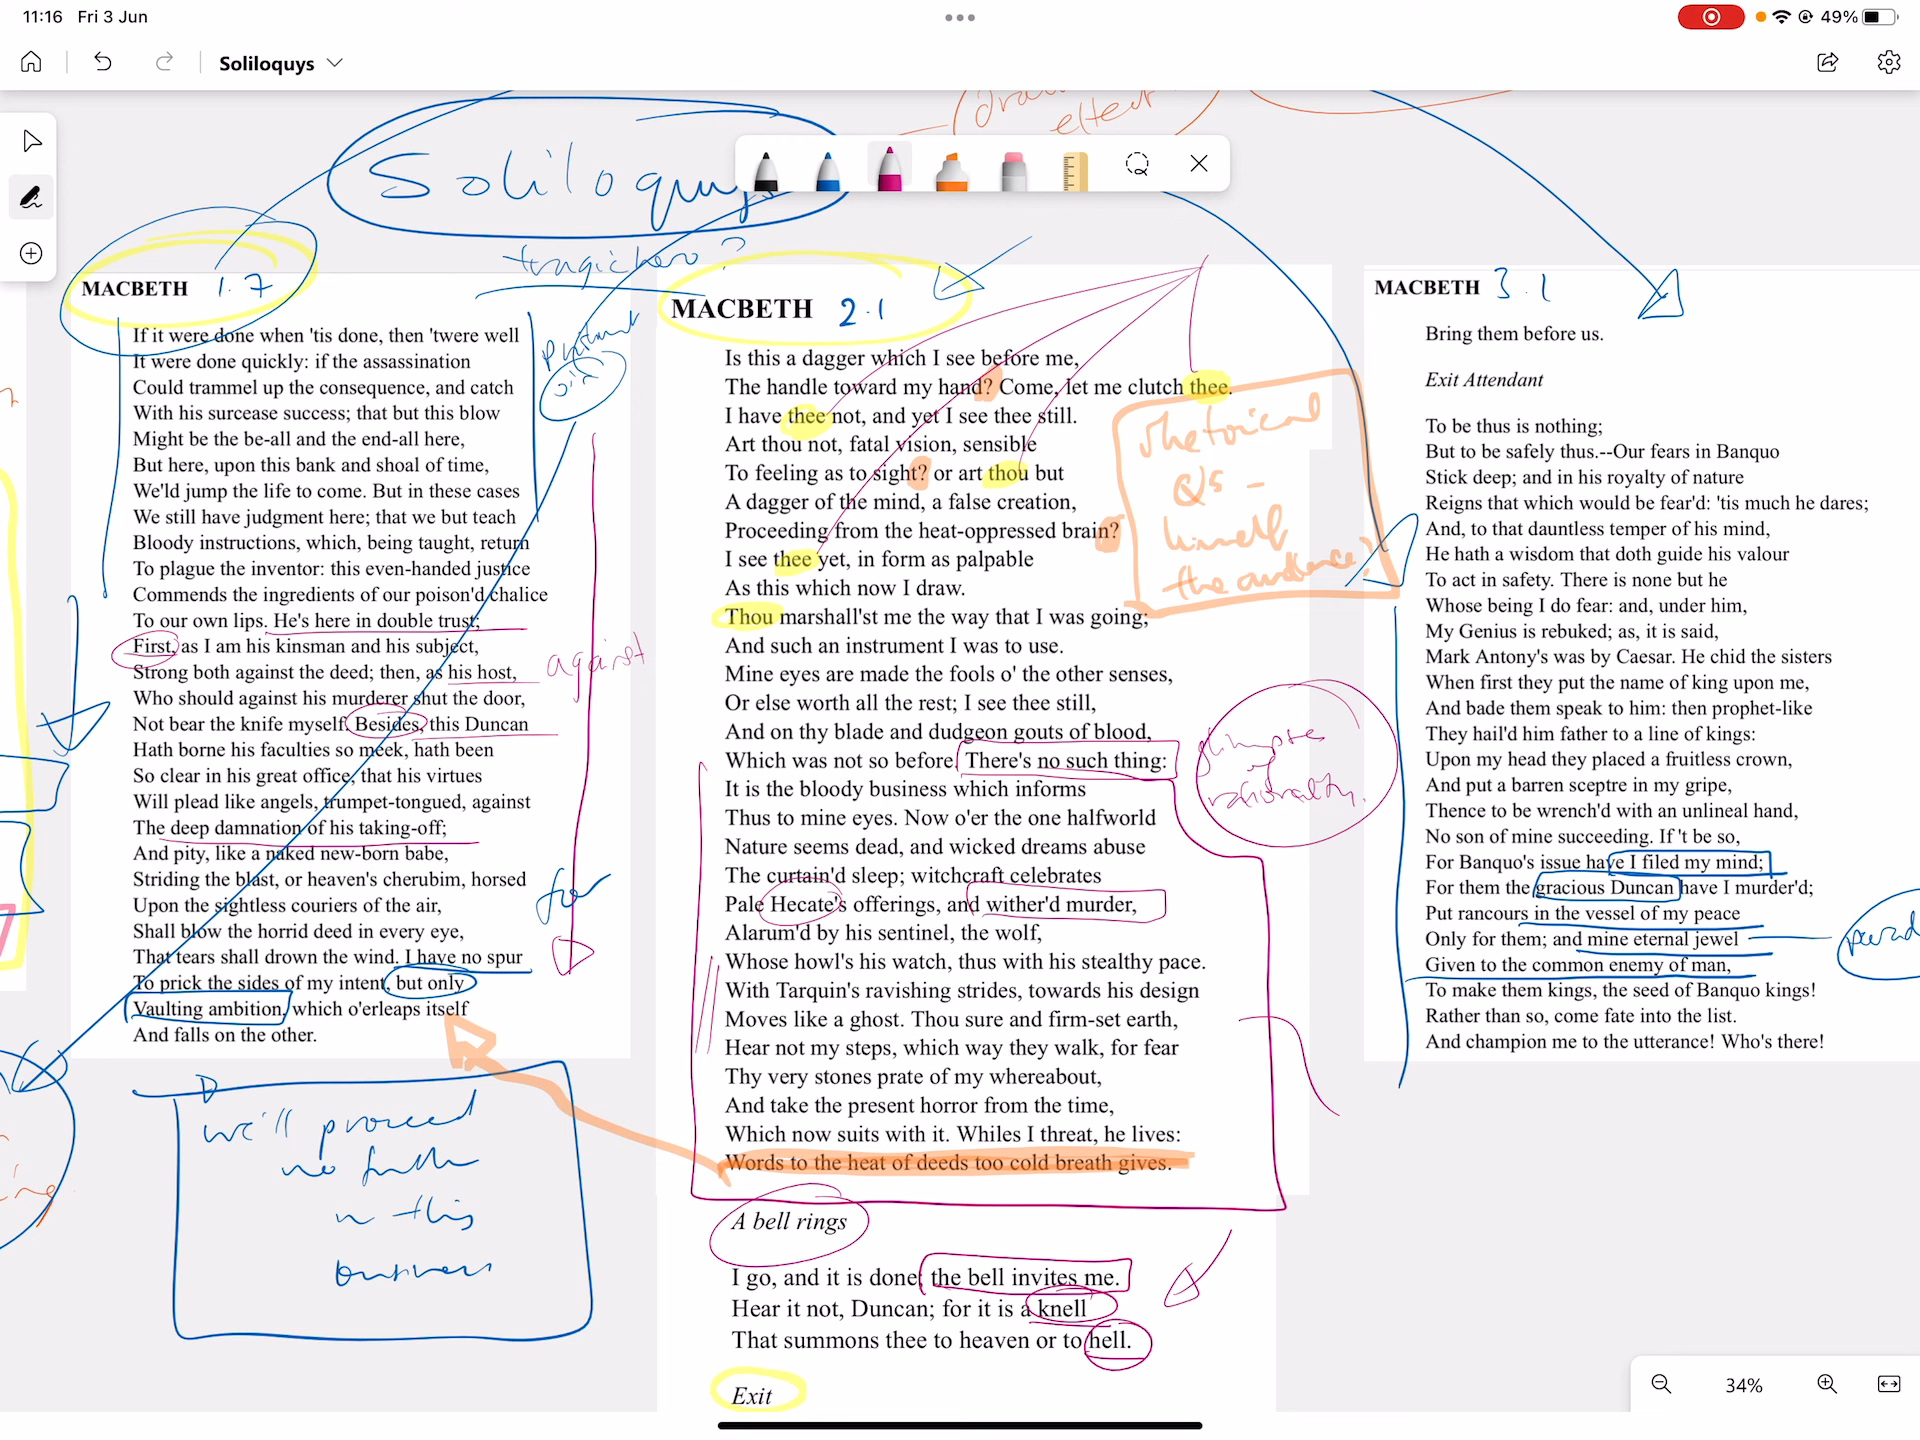 11:16 Fri 3 Jun
49%
Soliloquys
effect
Soliloquy
tragic hero?
MACBETH 1.7
If it were done when 'tis done, then 'twere well
It were done quickly: if the assassination
Could trammel up the consequence, and catch
With his surcease success; that but this blow
Might be the be-all and the end-all here,
But here, upon this bank and shoal of time,
We'ld jump the life to come. But in these cases
We still have judgment here; that we but teach
Bloody instructions, which, being taught, return
To plague the inventor: this even-handed justice
Commends the ingredients of our poison'd chalice
To our own lips. He's here in double trust;
First, as I am his kinsman and his subject,
Strong both against the deed; then, as his host,
Who should against his murderer shut the door,
Not bear the knife myself. Besides, this Duncan
Hath borne his faculties so meek, hath been
So clear in his great office, that his virtues
Will plead like angels, trumpet-tongued, against
The deep damnation of his taking-off;
And pity, like a naked new-born babe,
Striding the blast, or heaven's cherubim, horsed
Upon the sightless couriers of the air,
Shall blow the horrid deed in every eye,
That tears shall drown the wind. I have no spur
To prick the sides of my intent, but only
Vaulting ambition, which o'erleaps itself
And falls on the other.
against
for
we'll proceed
no further
in this
business
MACBETH 2.1
Is this a dagger which I see before me,
The handle toward my hand? Come, let me clutch thee.
I have thee not, and yet I see thee still.
Art thou not, fatal vision, sensible
To feeling as to sight? or art thou but
A dagger of the mind, a false creation,
Proceeding from the heat-oppressed brain?
I see thee yet, in form as palpable
As this which now I draw.
Thou marshall'st me the way that I was going;
And such an instrument I was to use.
Mine eyes are made the fools o' the other senses,
Or else worth all the rest; I see thee still,
And on thy blade and dudgeon gouts of blood,
Which was not so before. There's no such thing:
It is the bloody business which informs
Thus to mine eyes. Now o'er the one halfworld
Nature seems dead, and wicked dreams abuse
The curtain'd sleep; witchcraft celebrates
Pale Hecate's offerings, and wither'd murder,
Alarum'd by his sentinel, the wolf,
Whose howl's his watch, thus with his stealthy pace.
With Tarquin's ravishing strides, towards his design
Moves like a ghost. Thou sure and firm-set earth,
Hear not my steps, which way they walk, for fear
Thy very stones prate of my whereabout,
And take the present horror from the time,
Which now suits with it. Whiles I threat, he lives:
Words to the heat of deeds too cold breath gives.
A bell rings
I go, and it is done; the bell invites me.
Hear it not, Duncan; for it is a knell
That summons thee to heaven or to hell.
Exit
rhetorical
Q's -
himself
the audience?
glimpses
rationality.
MACBETH 3.1
Bring them before us.
Exit Attendant
To be thus is nothing;
But to be safely thus.--Our fears in Banquo
Stick deep; and in his royalty of nature
Reigns that which would be fear'd: 'tis much he dares;
And, to that dauntless temper of his mind,
He hath a wisdom that doth guide his valour
To act in safety. There is none but he
Whose being I do fear: and, under him,
My Genius is rebuked; as, it is said,
Mark Antony's was by Caesar. He chid the sisters
When first they put the name of king upon me,
And bade them speak to him: then prophet-like
They hail'd him father to a line of kings:
Upon my head they placed a fruitless crown,
And put a barren sceptre in my gripe,
Thence to be wrench'd with an unlineal hand,
No son of mine succeeding. If 't be so,
For Banquo's issue have I filed my mind;
For them the gracious Duncan have I murder'd;
Put rancours in the vessel of my peace
Only for them; and mine eternal jewel
Given to the common enemy of man,
To make them kings, the seed of Banquo kings!
Rather than so, come fate into the list.
And champion me to the utterance! Who's there!
34%